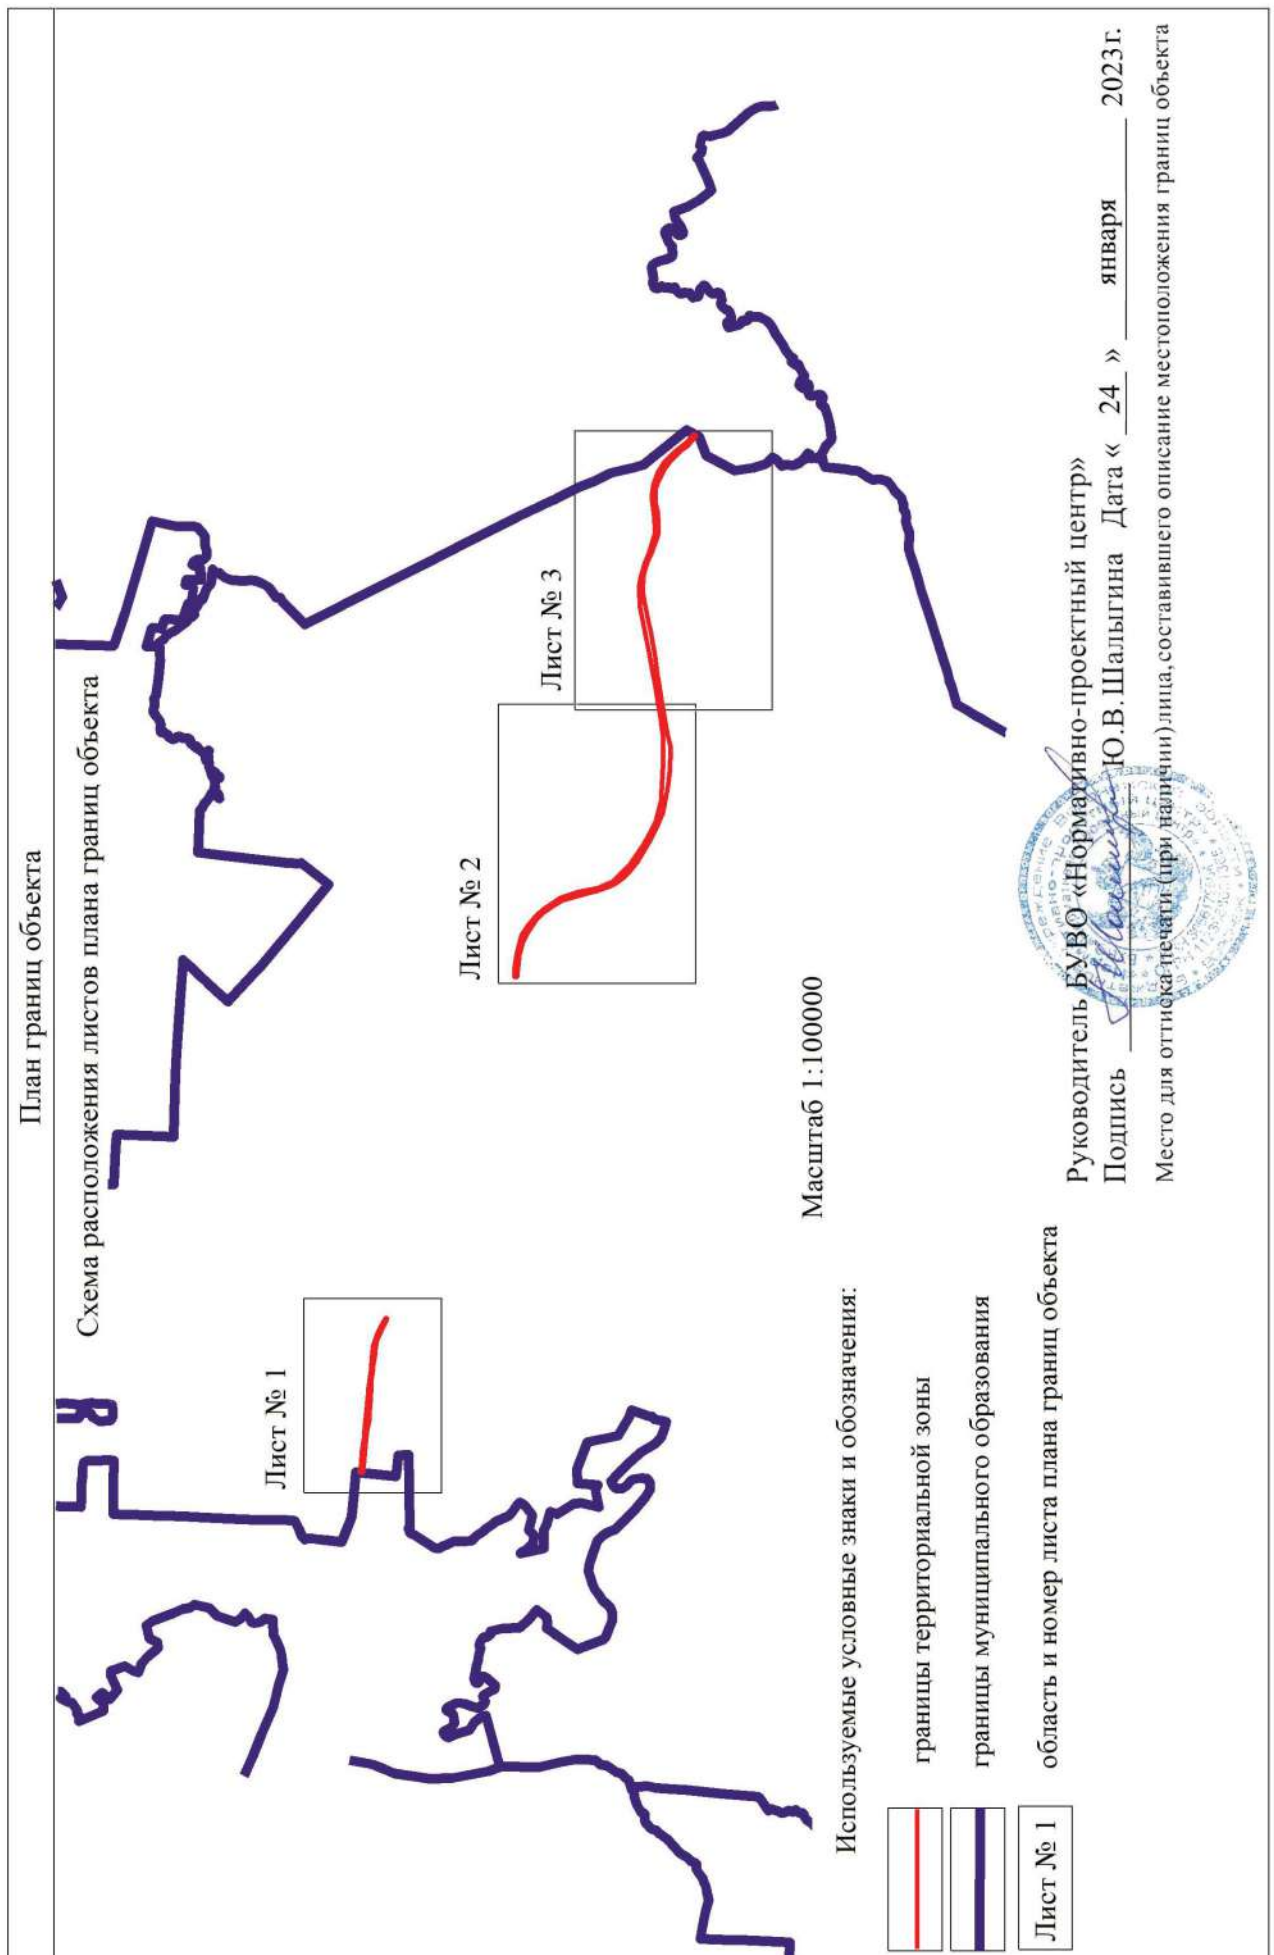 План границ объекта
Схема расположения листов плана границ объекта
Лист № 1
Лист № 2
Лист № 3
Масштаб 1:100000
Используемые условные знаки и обозначения:
границы территориальной зоны
границы муниципального образования
Лист № 1 область и номер листа плана границ объекта
Руководитель БУВО «Нормативно-проектный центр»
Подпись Ю.В.Шалыгина Дата « 24 » января 2023г.
Место для оттиска печати (при наличии) лица, составившего описание местоположения границ объекта